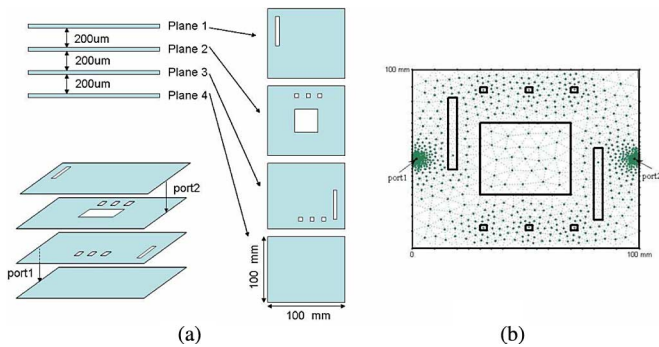 Plane 1
200um
Plane 2
200um
Plane 3
200um
Plane 4
port2
port1
100 mm
100 mm
(a)
100 mm
port1
port2
0
100 mm
(b)